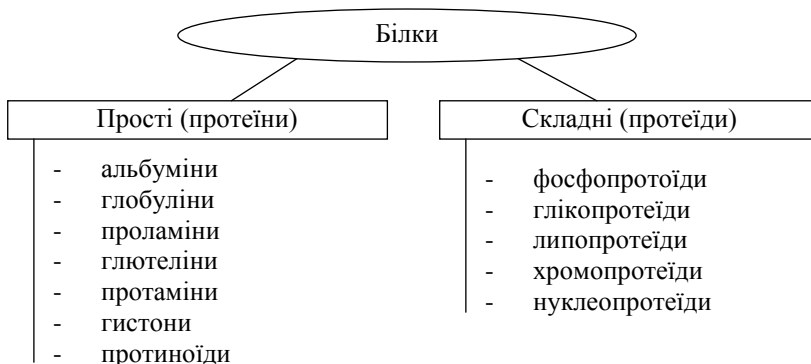 Білки
Прості (протеїни)
- альбуміни
- глобуліни
- проламіни
- глютеліни
- протаміни
- гистони
- протиноїди
Складні (протеїди)
- фосфопротоїди
- глікопротеїди
- липопротеїди
- хромопротеїди
- нуклеопротеїди